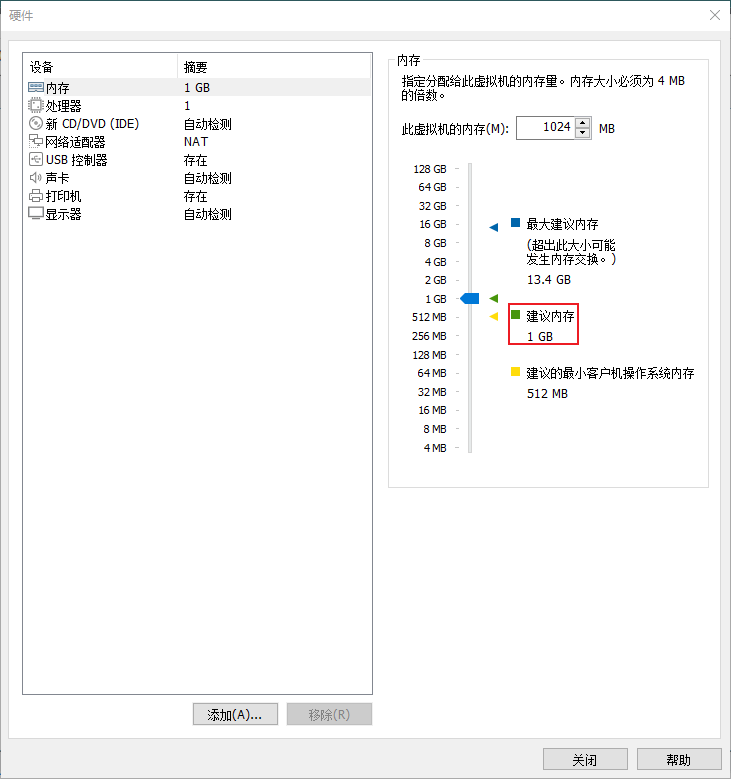 硬件
设备 摘要
内存 1 GB
处理器 1
新 CD/DVD (IDE) 自动检测
网络适配器 NAT
USB 控制器 存在
声卡 自动检测
打印机 存在
显示器 自动检测
添加(A)... 移除(R)
内存
指定分配给此虚拟机的内存量。内存大小必须为 4 MB
的倍数。
此虚拟机的内存(M): 1024 MB
128 GB
64 GB
32 GB
16 GB
8 GB
4 GB
2 GB
1 GB
512 MB
256 MB
128 MB
64 MB
32 MB
16 MB
8 MB
4 MB
最大建议内存
(超出此大小可能
发生内存交换。)
13.4 GB
建议内存
1 GB
建议的最小客户机操作系统内存
512 MB
关闭 帮助